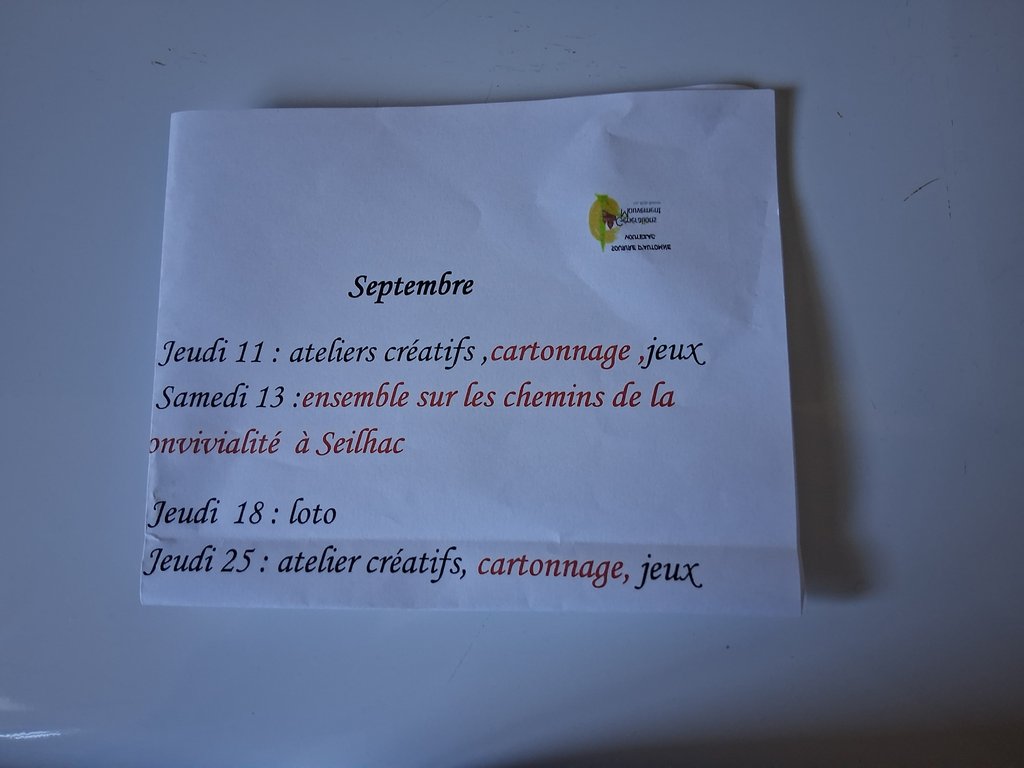 Septembre
Jeudi 11 : ateliers créatifs ,cartonnage ,jeux
Samedi 13 :ensemble sur les chemins de la
onvivialité à Seilhac
Jeudi 18 : loto
Jeudi 25 : atelier créatifs, cartonnage, jeux